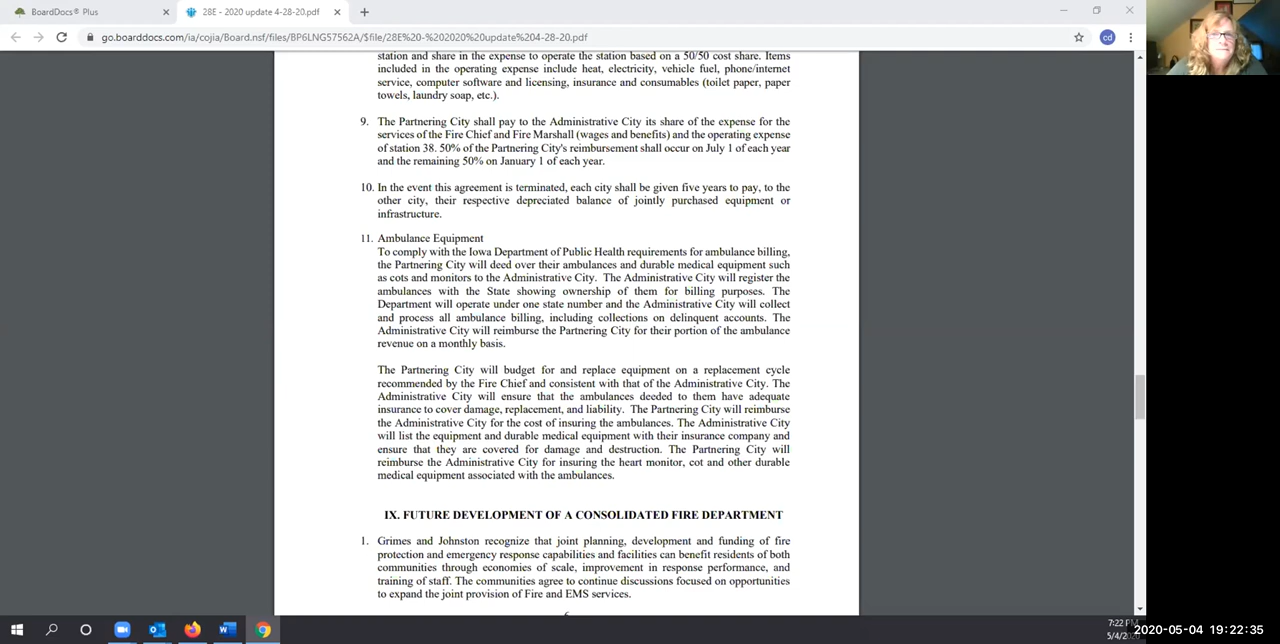 BoardDocs® Plus
28E - 2020 update 4-28-20.pdf
go.boarddocs.com/ia/cojia/Board.nsf/files/BP6LNG57562A/$file/28E%20-%202020%20update%204-28-20.pdf
cd
station and share in the expense to operate the station based on a 50/50 cost share. Items
included in the operating expense include heat, electricity, vehicle fuel, phone/internet
service, computer software and licensing, insurance and consumables (toilet paper, paper
towels, laundry soap, etc.).
9. The Partnering City shall pay to the Administrative City its share of the expense for the
services of the Fire Chief and Fire Marshall (wages and benefits) and the operating expense
of station 38. 50% of the Partnering City's reimbursement shall occur on July 1 of each year
and the remaining 50% on January 1 of each year.
10. In the event this agreement is terminated, each city shall be given five years to pay, to the
other city, their respective depreciated balance of jointly purchased equipment or
infrastructure.
11. Ambulance Equipment
To comply with the Iowa Department of Public Health requirements for ambulance billing,
the Partnering City will deed over their ambulances and durable medical equipment such
as cots and monitors to the Administrative City. The Administrative City will register the
ambulances with the State showing ownership of them for billing purposes. The
Department will operate under one state number and the Administrative City will collect
and process all ambulance billing, including collections on delinquent accounts. The
Administrative City will reimburse the Partnering City for their portion of the ambulance
revenue on a monthly basis.
The Partnering City will budget for and replace equipment on a replacement cycle
recommended by the Fire Chief and consistent with that of the Administrative City. The
Administrative City will ensure that the ambulances deeded to them have adequate
insurance to cover damage, replacement, and liability. The Partnering City will reimburse
the Administrative City for the cost of insuring the ambulances. The Administrative City
will list the equipment and durable medical equipment with their insurance company and
ensure that they are covered for damage and destruction. The Partnering City will
reimburse the Administrative City for insuring the heart monitor, cot and other durable
medical equipment associated with the ambulances.
IX. FUTURE DEVELOPMENT OF A CONSOLIDATED FIRE DEPARTMENT
1. Grimes and Johnston recognize that joint planning, development and funding of fire
protection and emergency response capabilities and facilities can benefit residents of both
communities through economies of scale, improvement in response performance, and
training of staff. The communities agree to continue discussions focused on opportunities
to expand the joint provision of Fire and EMS services.
7:22 PM
2020-05-04 19:22:35